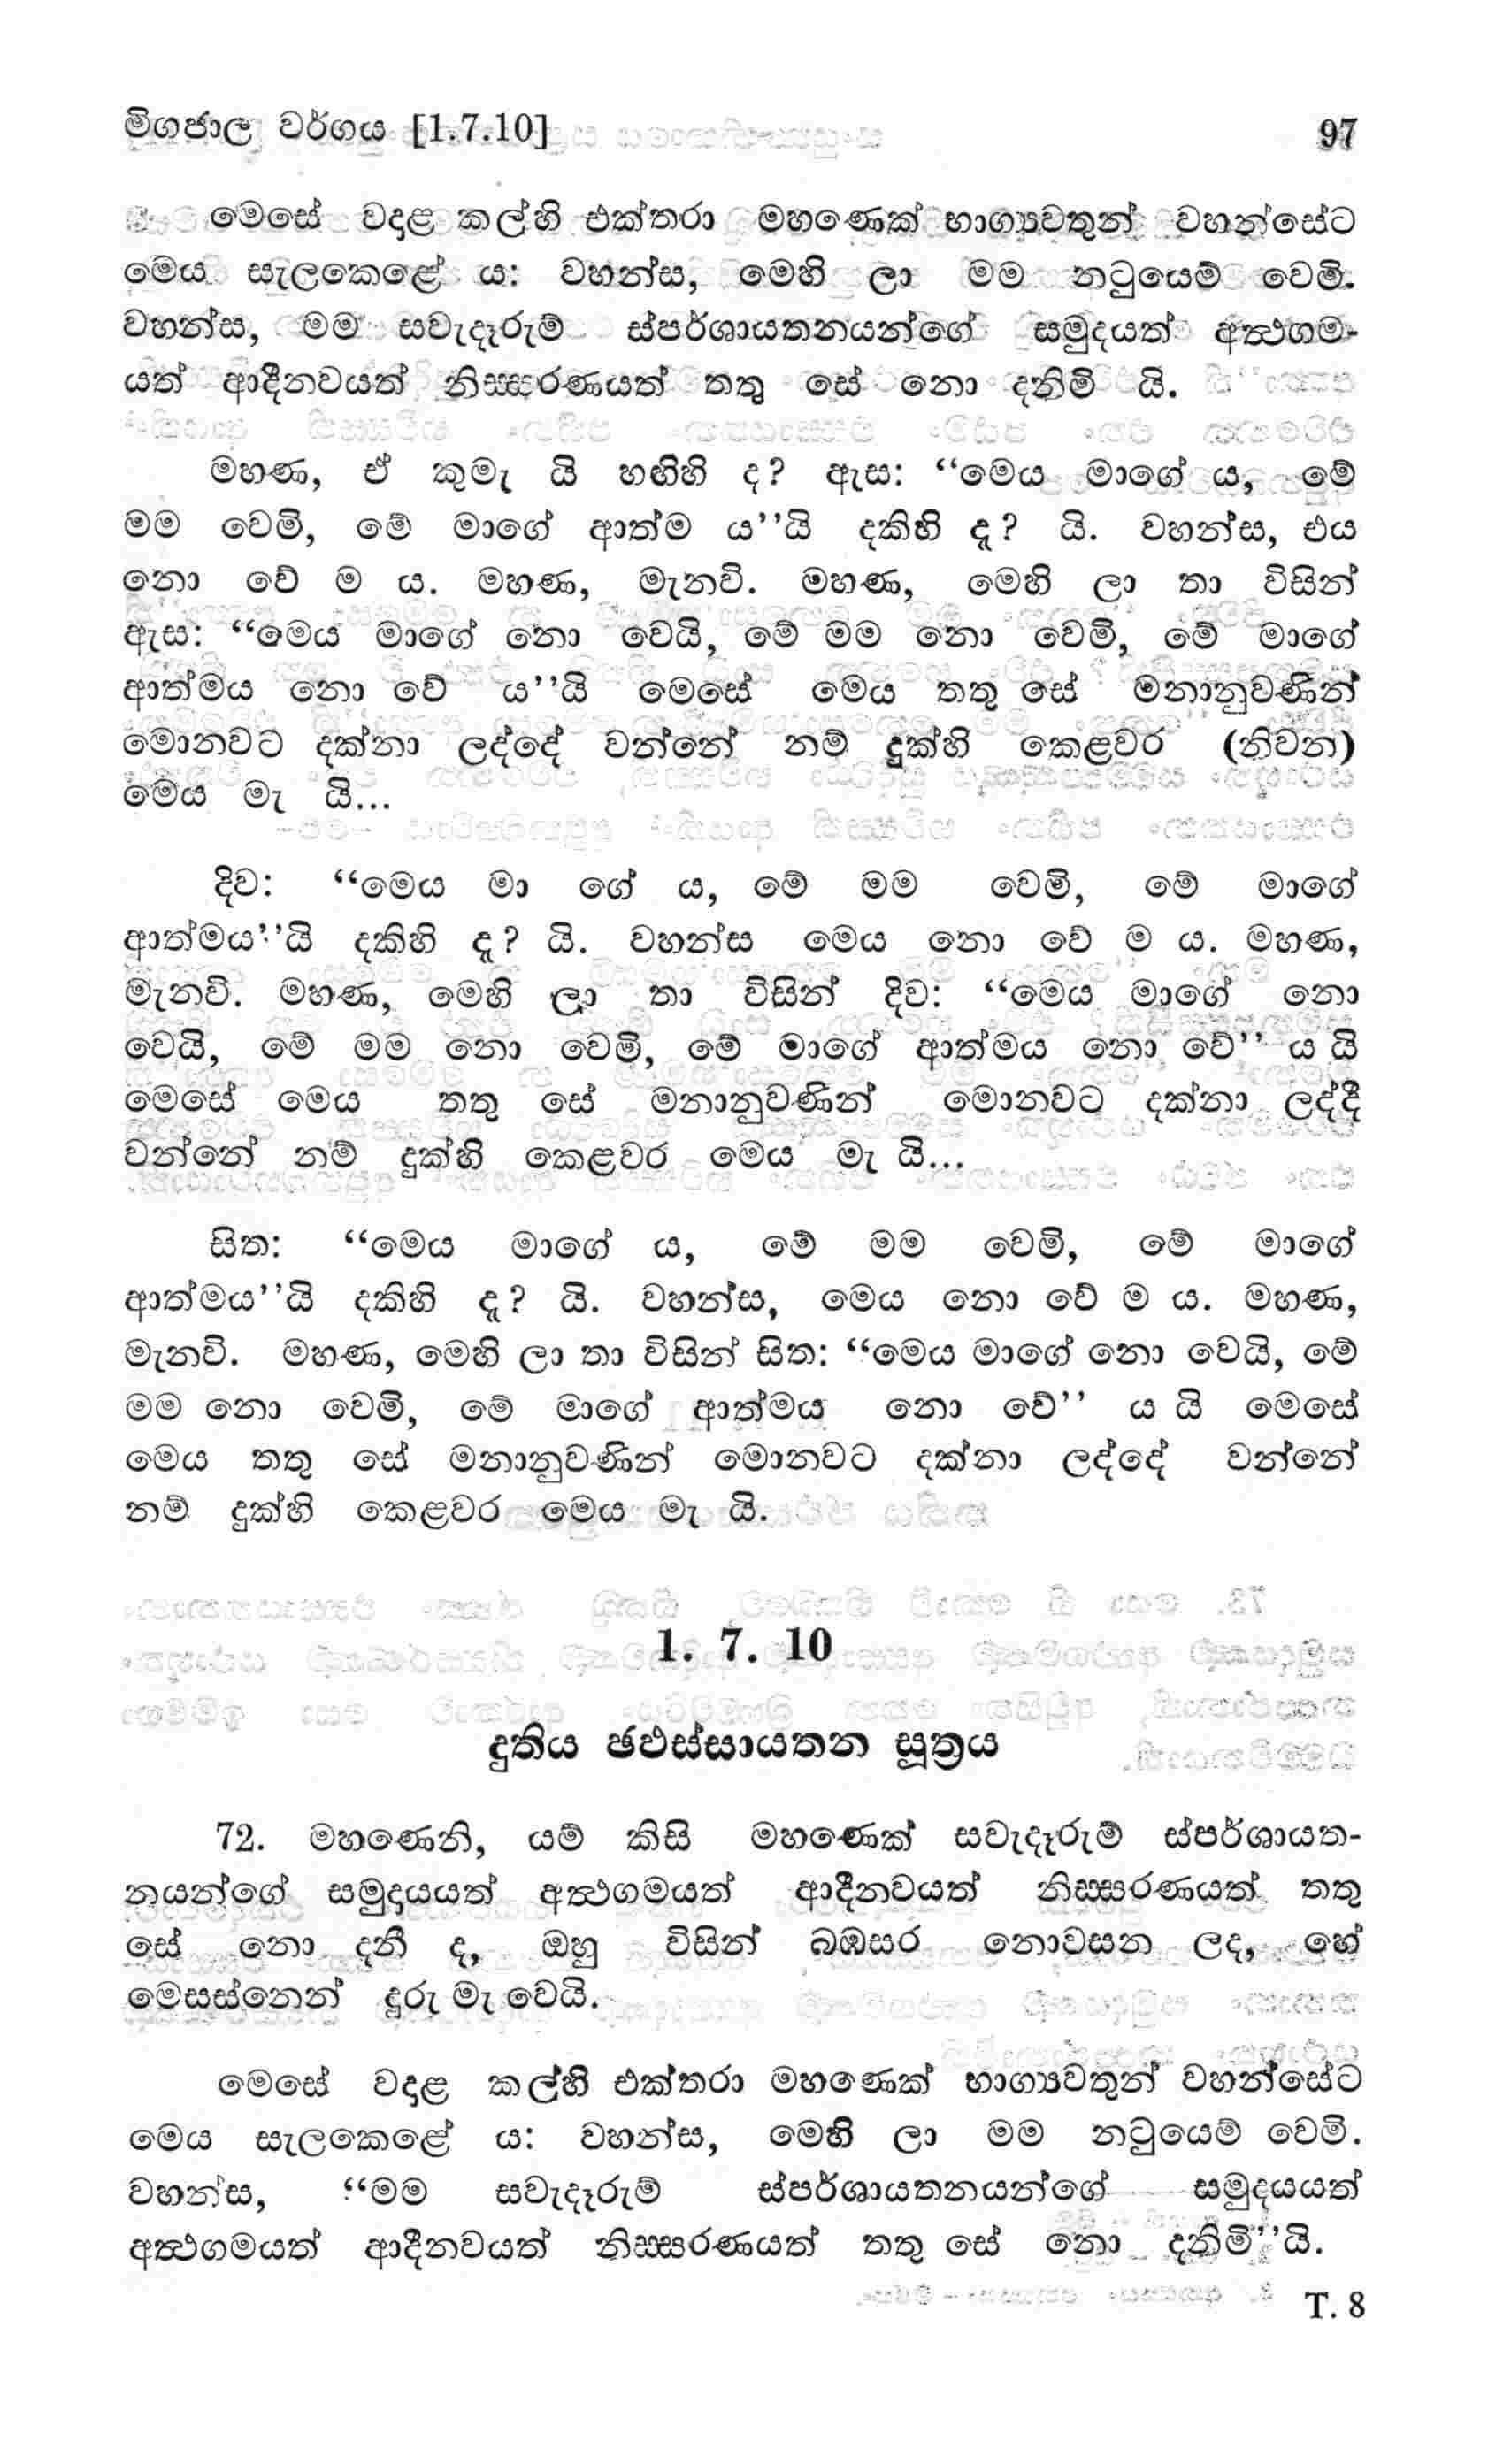 මිගජාල වර්ගය [1.7.10] 97
මෙසේ වදාළ කල්හි එක්තරා මහණෙක් භාග්‍යවතුන් වහන්සේට
මෙය සැලකෙළේ ය: වහන්ස, මෙහි ලා මම නටුයෙම් වෙමි.
වහන්ස, මම සවැදෑරුම් ස්පර්ශායතනයන්ගේ සමුදයත් අත්‍ථගම-
යත් ආදීනවයත් නිස්සරණයත් තතු සේ නො දනිමි යි.
මහණ, ඒ කුමැ යි හඟිහි ද? ඇස: “මෙය මාගේ ය, මේ
මම වෙමි, මේ මාගේ ආත්ම ය”යි දකිහි දැ? යි. වහන්ස, එය
නො වේ ම ය. මහණ, මැනවි. මහණ, මෙහි ලා තා විසින්
ඇස: “මෙය මාගේ නො වෙයි, මේ මම නො වෙමි, මේ මාගේ
ආත්මය නො වේ ය”යි මෙසේ මෙය තතු සේ මනානුවණින්
මොනවට දක්නා ලද්දේ වන්නේ නම් දුක්හි කෙළවර (නිවන)
මෙය මැ යි...
දිව: “මෙය මා ගේ ය, මේ මම වෙමි, මේ මාගේ
ආත්මය”යි දකිහි දැ? යි. වහන්ස මෙය නො වේ ම ය. මහණ,
මැනවි. මහණ, මෙහි ලා තා විසින් දිව: “මෙය මාගේ නො
වෙයි, මේ මම නො වෙමි, මේ මාගේ ආත්මය නො වේ” ය යි
මෙසේ මෙය තතු සේ මනානුවණින් මොනවට දක්නා ලද්දී
වන්නේ නම් දුක්හි කෙළවර මෙය මැ යි...
සිත: “මෙය මාගේ ය, මේ මම වෙමි, මේ මාගේ
ආත්මය”යි දකිහි දැ? යි. වහන්ස, මෙය නො වේ ම ය. මහණ,
මැනවි. මහණ, මෙහි ලා තා විසින් සිත: “මෙය මාගේ නො වෙයි, මේ
මම නො වෙමි, මේ මාගේ ආත්මය නො වේ” ය යි මෙසේ
මෙය තතු සේ මනානුවණින් මොනවට දක්නා ලද්දේ වන්නේ
නම් දුක්හි කෙළවර මෙය මැ යි.
1. 7. 10
දුතිය ඡඵස්සායතන සූත්‍රය
72. මහණෙනි, යම් කිසි මහණෙක් සවැදෑරුම් ස්පර්ශායත-
නයන්ගේ සමුදායයත් අත්‍ථගමයත් ආදීනවයත් නිස්සරණයත් තතු
සේ නො දනී ද, ඔහු විසින් බඹසර නොවසන ලද, හේ
මෙසස්නෙන් දුරු මැ වෙයි.
මෙසේ වදාළ කල්හි එක්තරා මහණෙක් භාග්‍යවතුන් වහන්සේට
මෙය සැලකෙළේ ය: වහන්ස, මෙහි ලා මම නටුයෙම් වෙමි.
වහන්ස, “මම සවැදෑරුම් ස්පර්ශායතනයන්ගේ සමුදයයත්
අත්‍ථගමයත් ආදීනවයත් නිස්සරණයත් තතු සේ නො දනිමි”යි.
T. 8